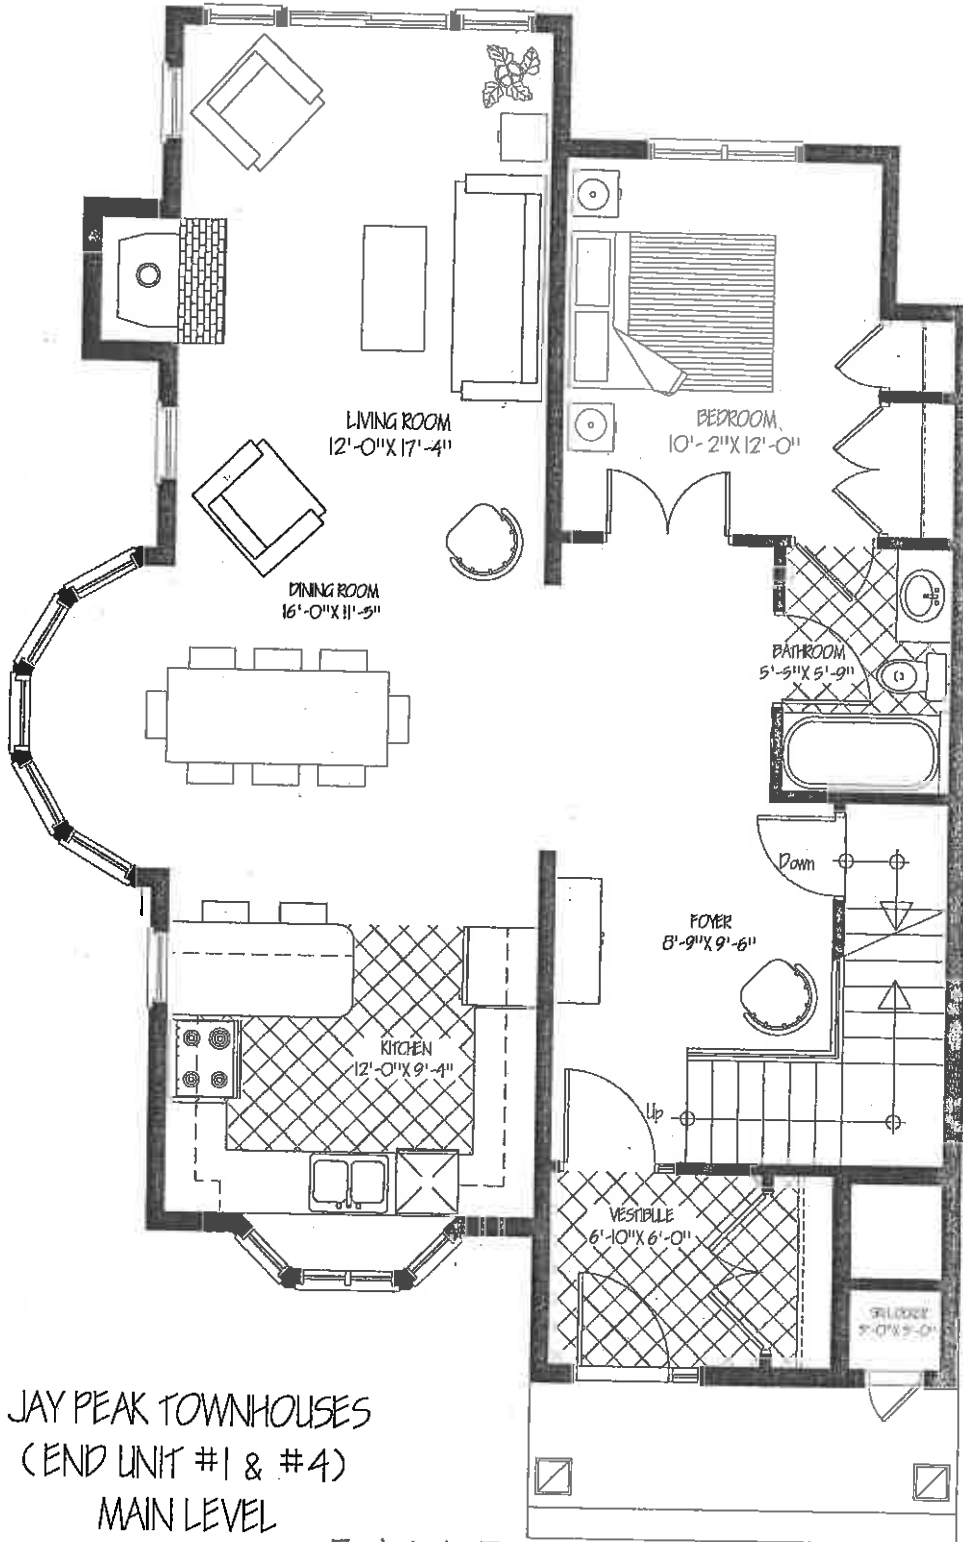 LIVING ROOM
12'-0"X 17'-4"
BEDROOM
10'-2"X 12'-0"
DINING ROOM
16'-0"X 11'-5"
BATHROOM
5'-5"X 5'-9"
Down
FOYER
8'-9"X 9'-6"
KITCHEN
12'-0"X 9'-4"
Up
VESTIBULE
6'-10"X 6'-0"
JAY PEAK TOWNHOUSES
(END UNIT #1 & #4)
MAIN LEVEL